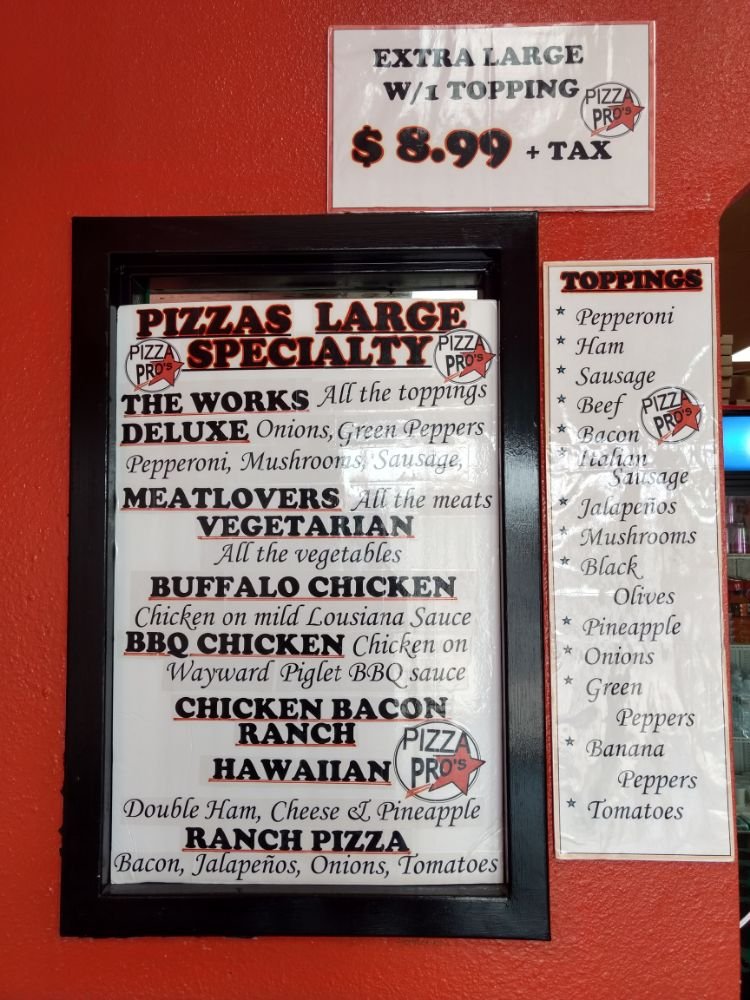 EXTRA LARGE
W/1 TOPPING
PIZZA
PRO's
$ 8.99 + TAX
PIZZAS LARGE
SPECIALTY
PIZZA
PRO's
PIZZA
PRO's
THE WORKS All the toppings
DELUXE Onions, Green Peppers
Pepperoni, Mushrooms, Sausage,
MEATLOVERS All the meats
VEGETARIAN
All the vegetables
BUFFALO CHICKEN
Chicken on mild Lousiana Sauce
BBQ CHICKEN Chicken on
Wayward Piglet BBQ sauce
CHICKEN BACON
RANCH
HAWAIIAN
PIZZA
PRO's
Double Ham, Cheese & Pineapple
RANCH PIZZA
Bacon, Jalapeños, Onions, Tomatoes
TOPPINGS
* Pepperoni
* Ham
* Sausage
* Beef
* Bacon
PIZZA
PRO's
* Italian
Sausage
* Jalapeños
* Mushrooms
* Black
Olives
* Pineapple
* Onions
* Green
Peppers
* Banana
Peppers
* Tomatoes